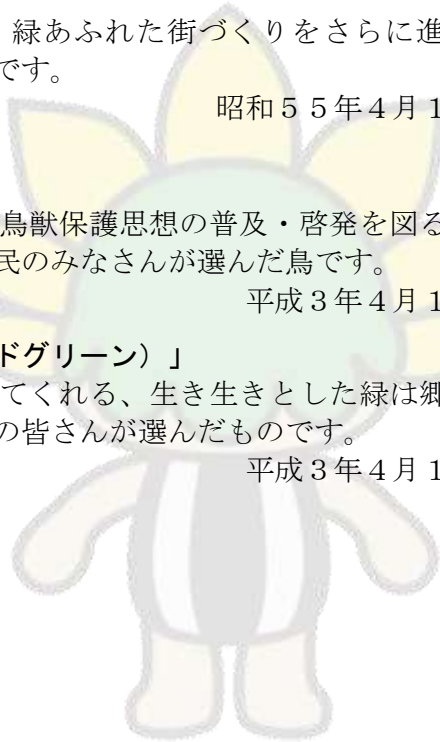 緑あふれた街づくりをさらに進
です。
昭和５５年４月１
鳥獣保護思想の普及・啓発を図る
民のみなさんが選んだ鳥です。
平成３年４月１
ドグリーン）」
てくれる、生き生きとした緑は郷
の皆さんが選んだものです。
平成３年４月１